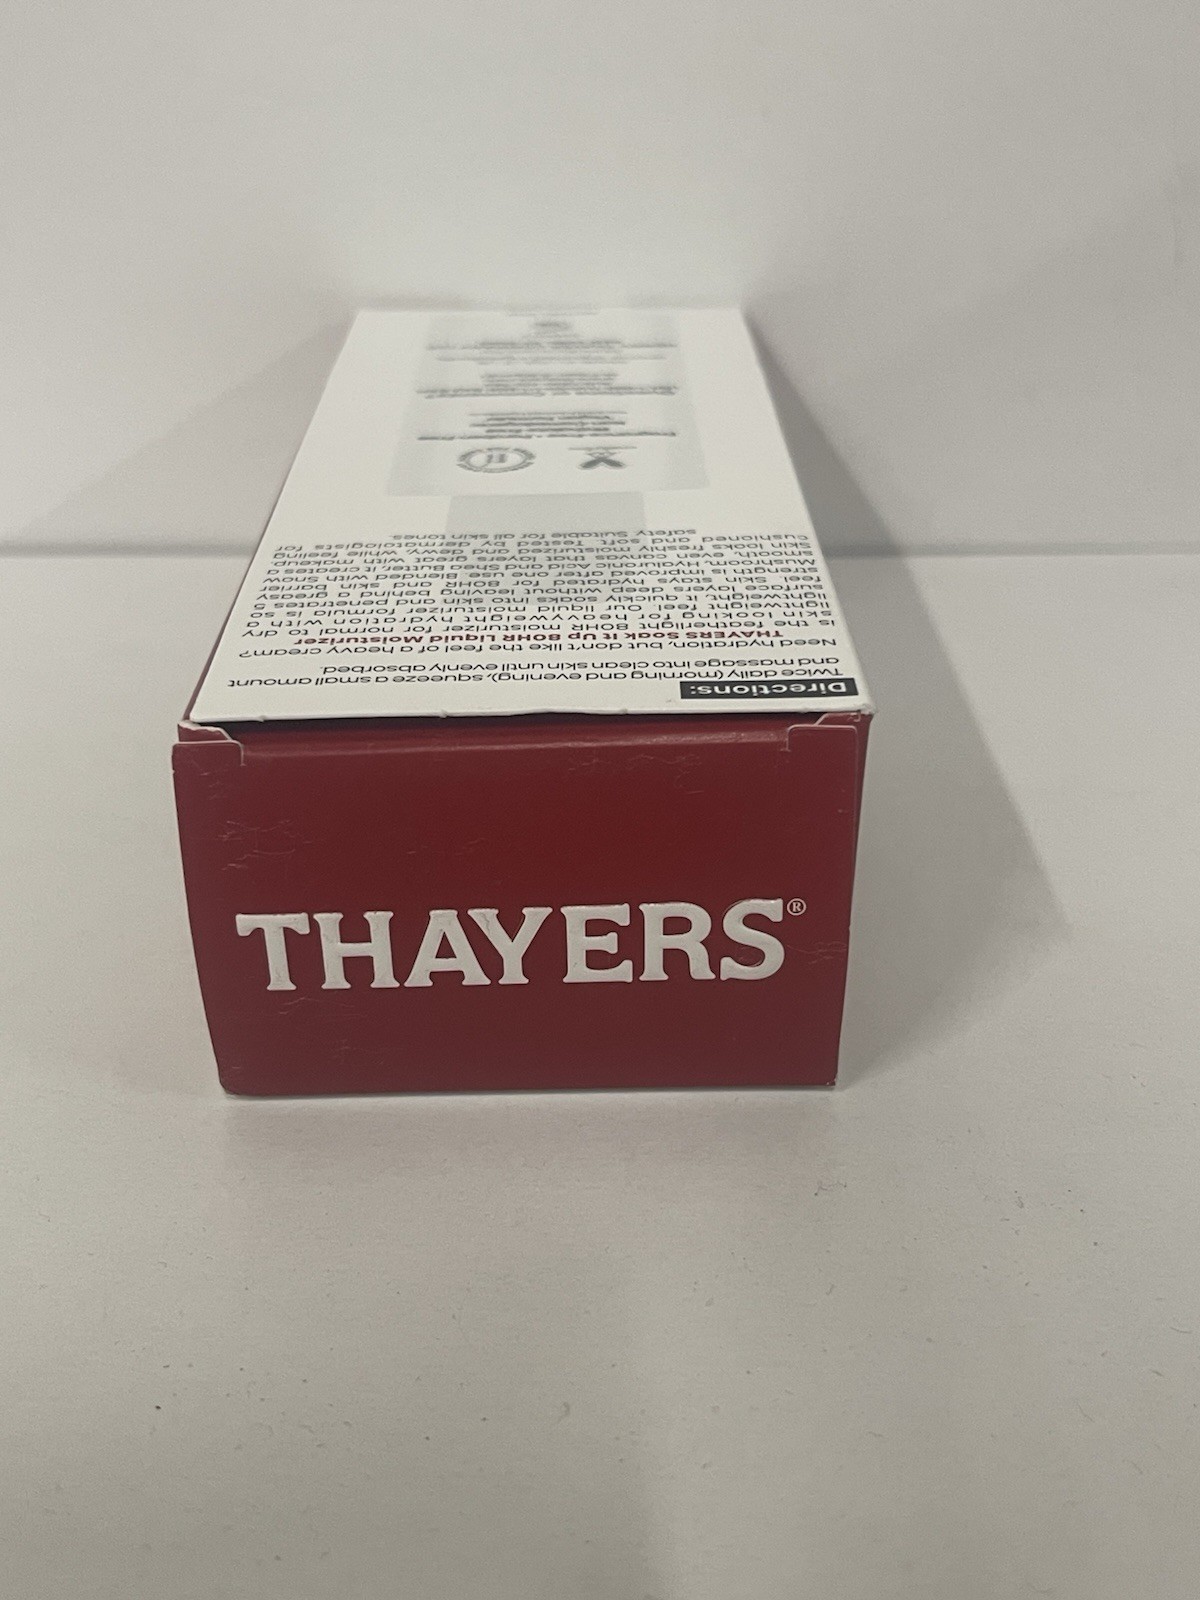 THAYERS®
Directions:
Twice daily (morning and evening), squeeze a small amount
and massage into clean skin until evenly absorbed.
Need hydration, but don't like the feel of a heavy cream?
THAYERS Soak It Up 80HR Liquid Moisturizer
is the featherlight 80HR moisturizer for normal to dry
skin looking for heavyweight hydration with a
lightweight feel. Our liquid moisturizer formula is so
lightweight, it quickly soaks into skin and penetrates 5
surface layers deep without leaving behind a greasy
feel. Skin stays hydrated for 80HR and skin barrier
strength is improved after one use. Blended with Snow
Mushroom, Hyaluronic Acid and Shea Butter, it creates a
smooth, even canvas that layers great with makeup.
Skin looks freshly moisturized and dewy, while feeling
cushioned and soft. Tested by dermatologists for
safety. Suitable for all skin tones.